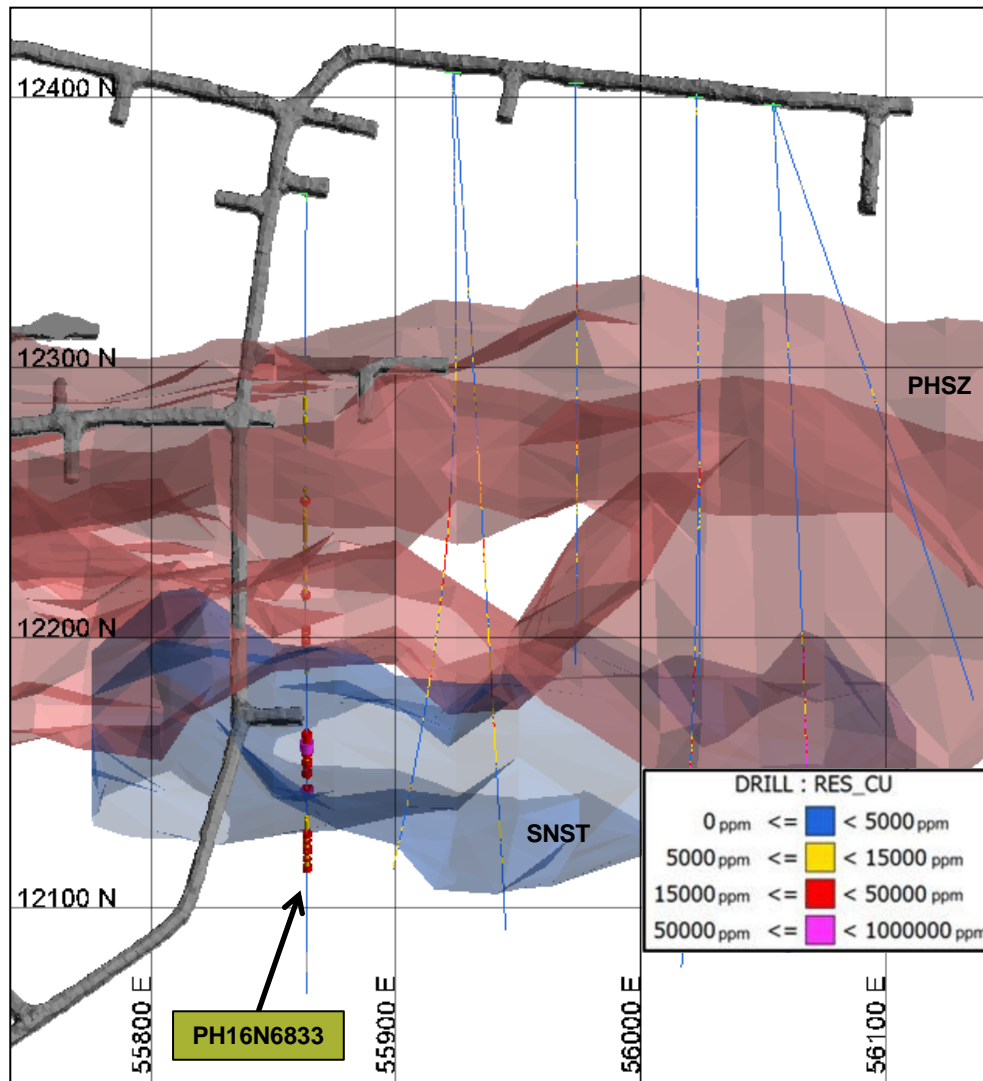 12400 N
12300 N
PHSZ
12200 N
SNST
12100 N
DRILL : RES_CU
0 ppm <= < 5000 ppm
5000 ppm <= < 15000 ppm
15000 ppm <= < 50000 ppm
50000 ppm <= < 1000000 ppm
PH16N6833
55800 E
55900 E
56000 E
56100 E